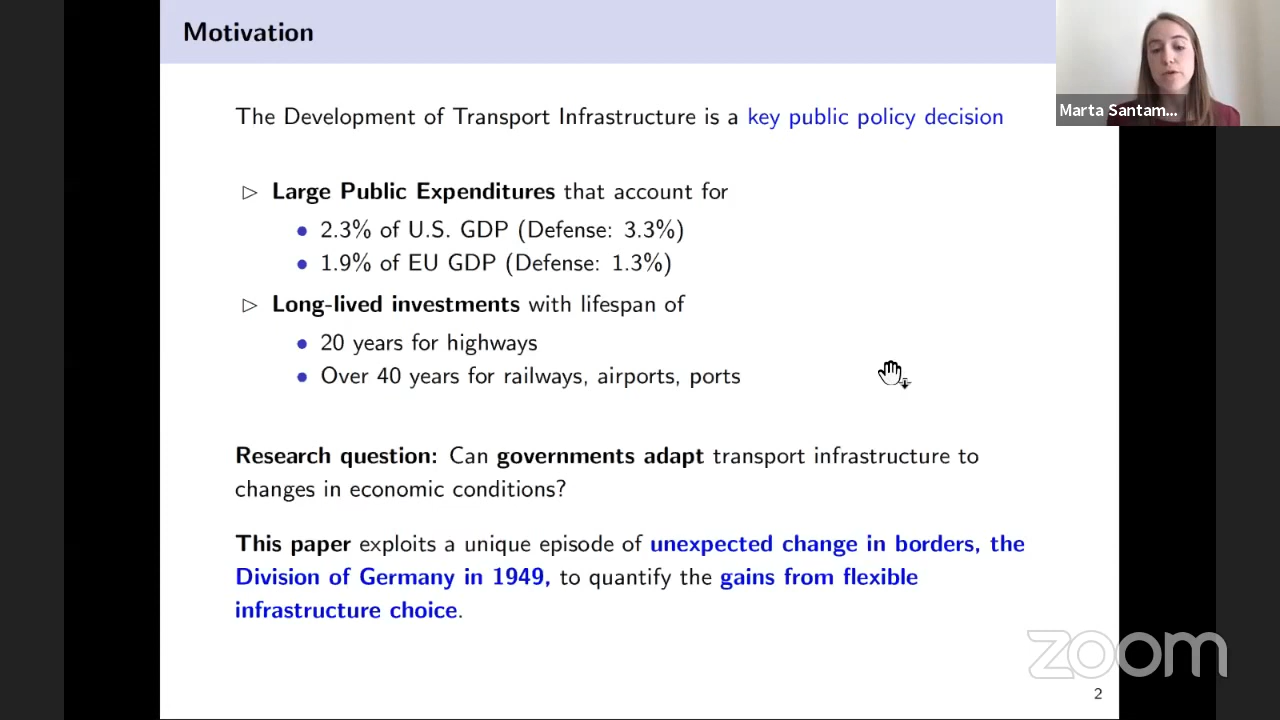 Motivation
Marta Santam...
The Development of Transport Infrastructure is a key public policy decision
▷ Large Public Expenditures that account for
• 2.3% of U.S. GDP (Defense: 3.3%)
• 1.9% of EU GDP (Defense: 1.3%)
▷ Long-lived investments with lifespan of
• 20 years for highways
• Over 40 years for railways, airports, ports
Research question: Can governments adapt transport infrastructure to
changes in economic conditions?
This paper exploits a unique episode of unexpected change in borders, the
Division of Germany in 1949, to quantify the gains from flexible
infrastructure choice.
zoom
2